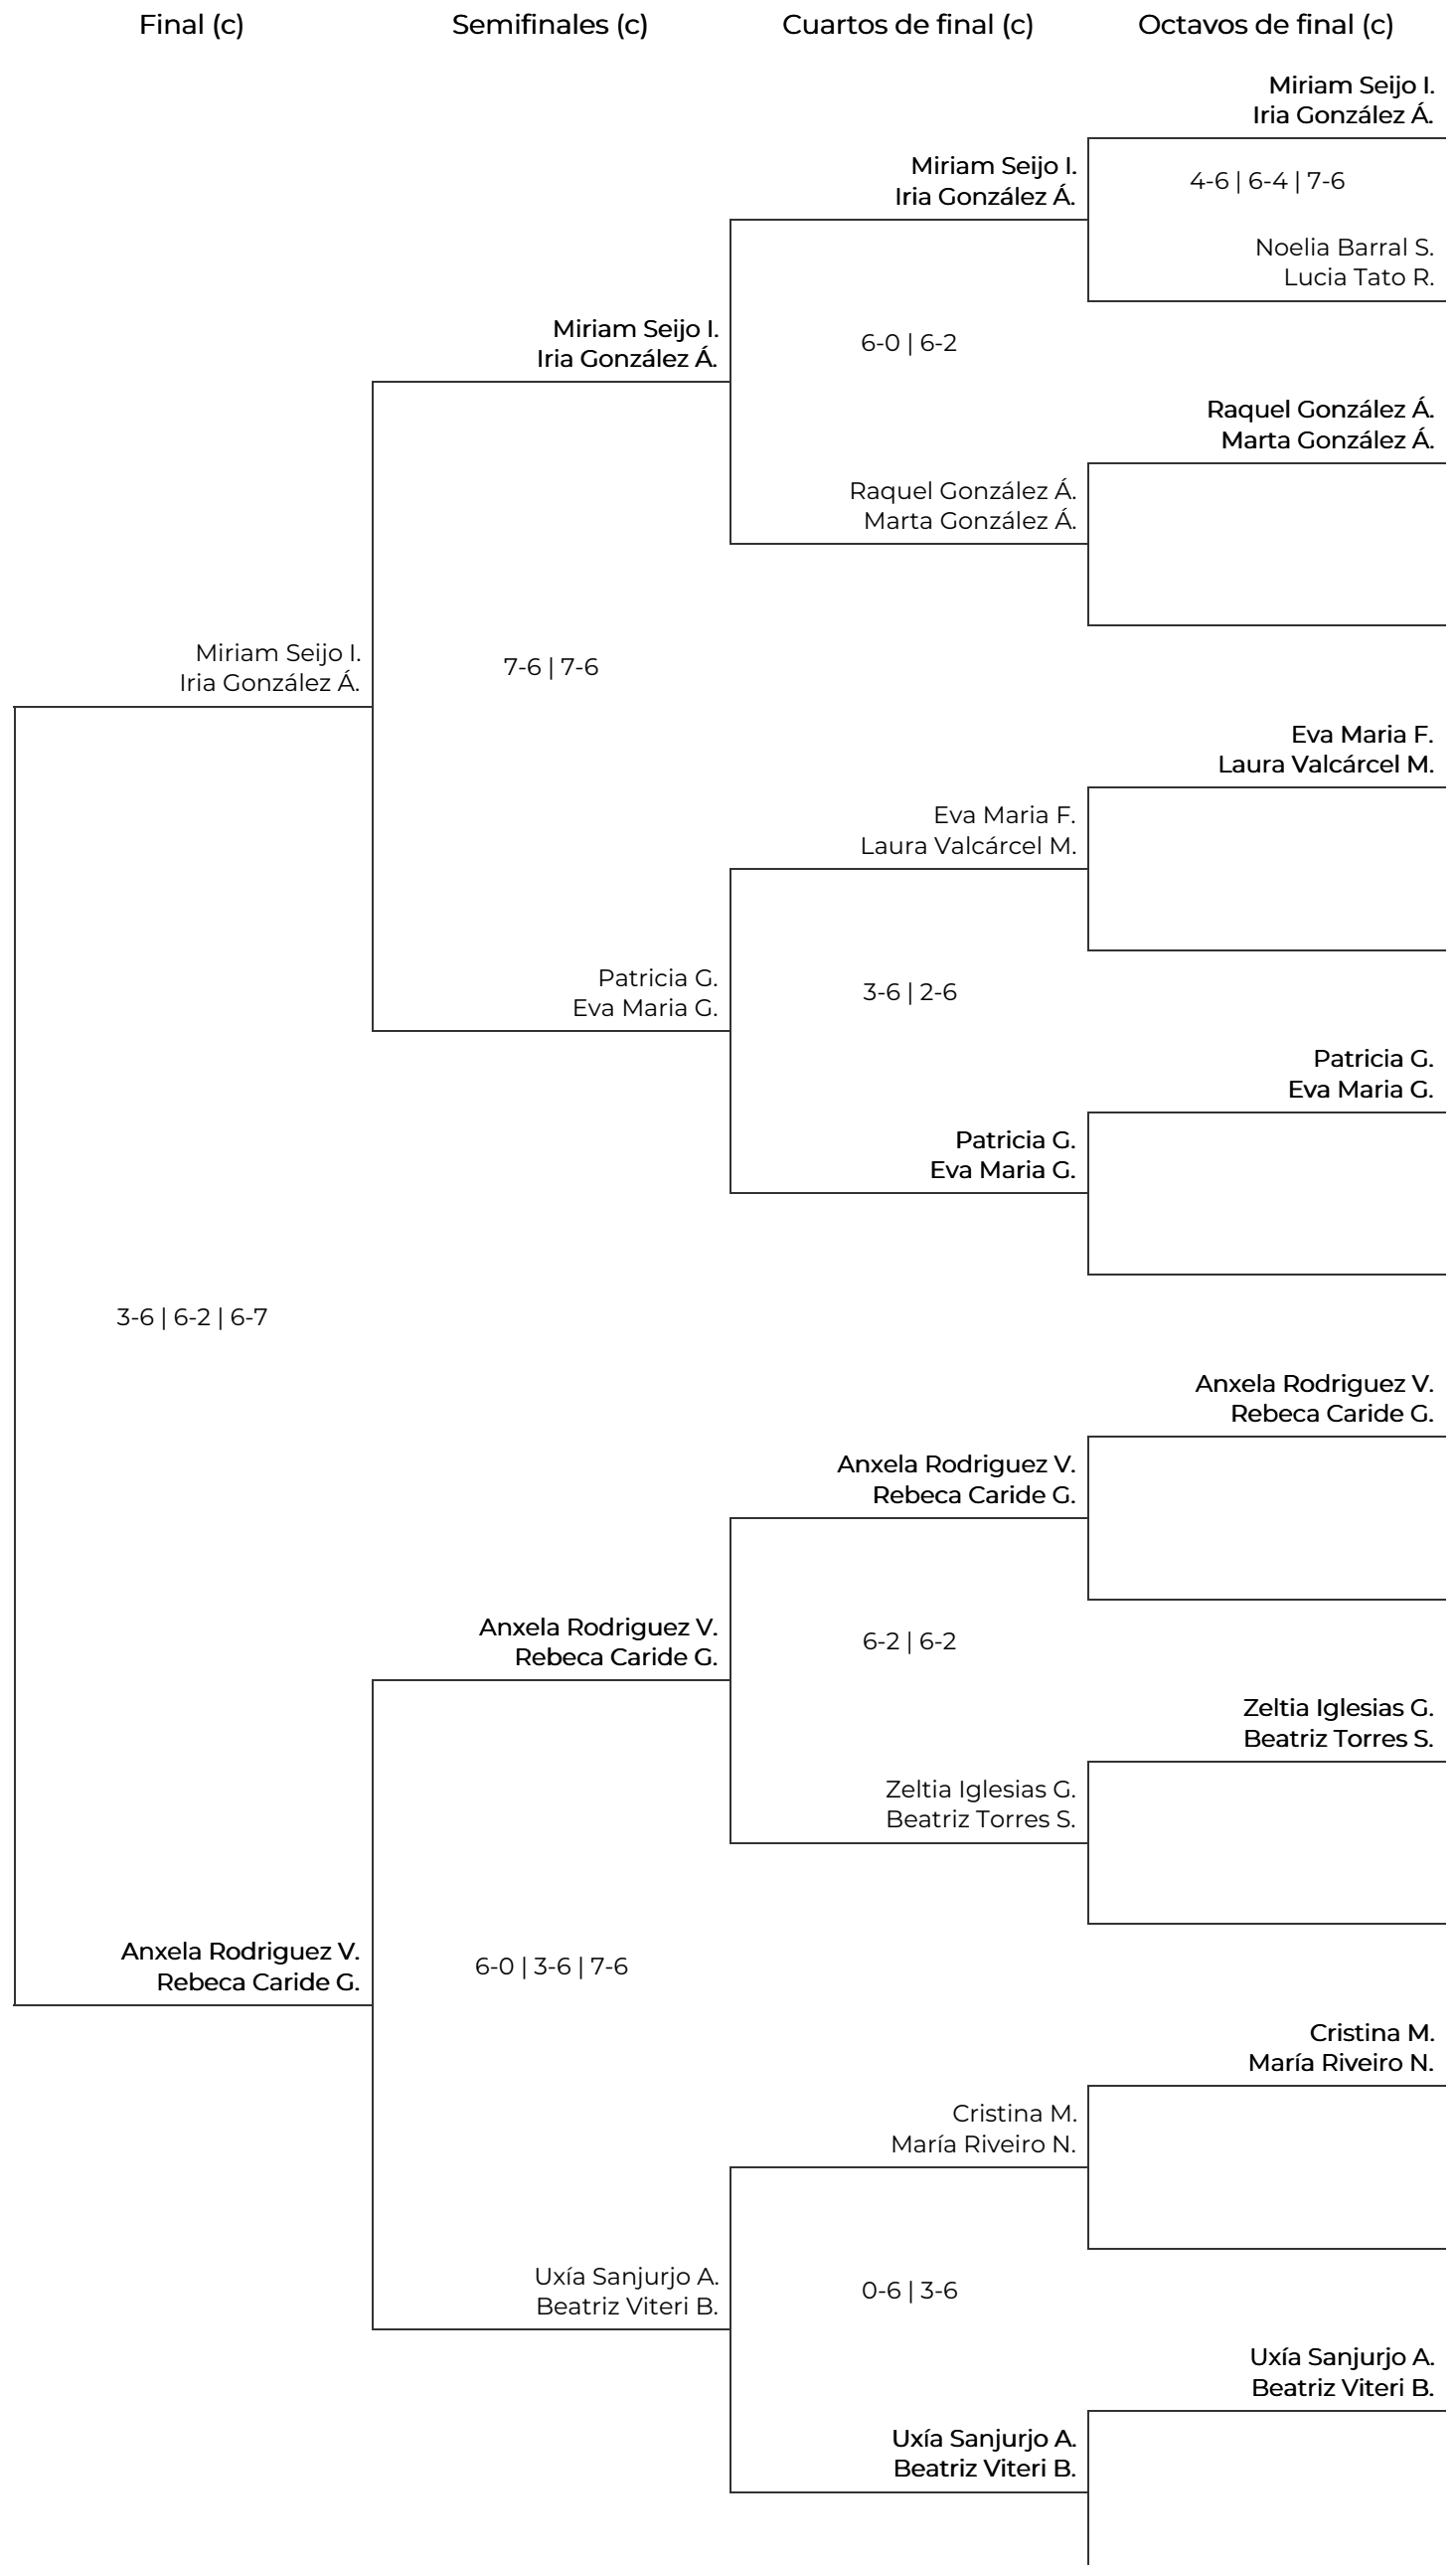 Final (c)
Semifinales (c)
Cuartos de final (c)
Octavos de final (c)
Miriam Seijo I.
Iria González Á.
4-6 | 6-4 | 7-6
Noelia Barral S.
Lucia Tato R.
Miriam Seijo I.
Iria González Á.
6-0 | 6-2
Raquel González Á.
Marta González Á.
Raquel González Á.
Marta González Á.
Miriam Seijo I.
Iria González Á.
7-6 | 7-6
Miriam Seijo I.
Iria González Á.
Eva Maria F.
Laura Valcárcel M.
Eva Maria F.
Laura Valcárcel M.
3-6 | 2-6
Patricia G.
Eva Maria G.
Patricia G.
Eva Maria G.
Patricia G.
Eva Maria G.
3-6 | 6-2 | 6-7
Anxela Rodriguez V.
Rebeca Caride G.
Anxela Rodriguez V.
Rebeca Caride G.
6-2 | 6-2
Anxela Rodriguez V.
Rebeca Caride G.
Zeltia Iglesias G.
Beatriz Torres S.
Zeltia Iglesias G.
Beatriz Torres S.
Anxela Rodriguez V.
Rebeca Caride G.
6-0 | 3-6 | 7-6
Cristina M.
María Riveiro N.
Cristina M.
María Riveiro N.
0-6 | 3-6
Uxía Sanjurjo A.
Beatriz Viteri B.
Uxía Sanjurjo A.
Beatriz Viteri B.
Uxía Sanjurjo A.
Beatriz Viteri B.